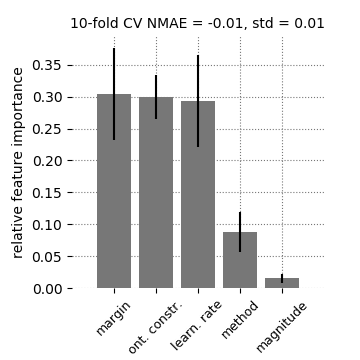 10-fold CV NMAE = -0.01, std = 0.01
relative feature importance
0.35
0.30
0.25
0.20
0.15
0.10
0.05
0.00
margin
ont. constr.
learn. rate
method
magnitude